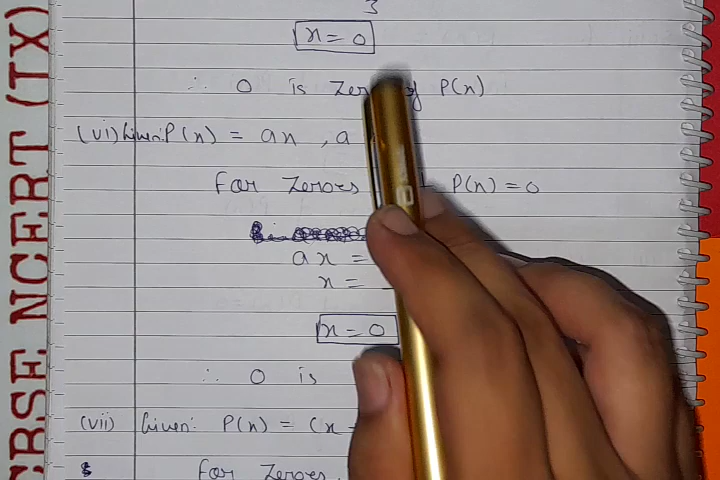 3
x = 0
∴ 0 is of P(x)
(vi) Given: P(x) = ax , a
For Zeroes P(x) = 0
ax =
x =
x = 0
∴ 0 is
(vii) Given: P(x) = (x
For Zeroes,
CBSE NCERT (TX)